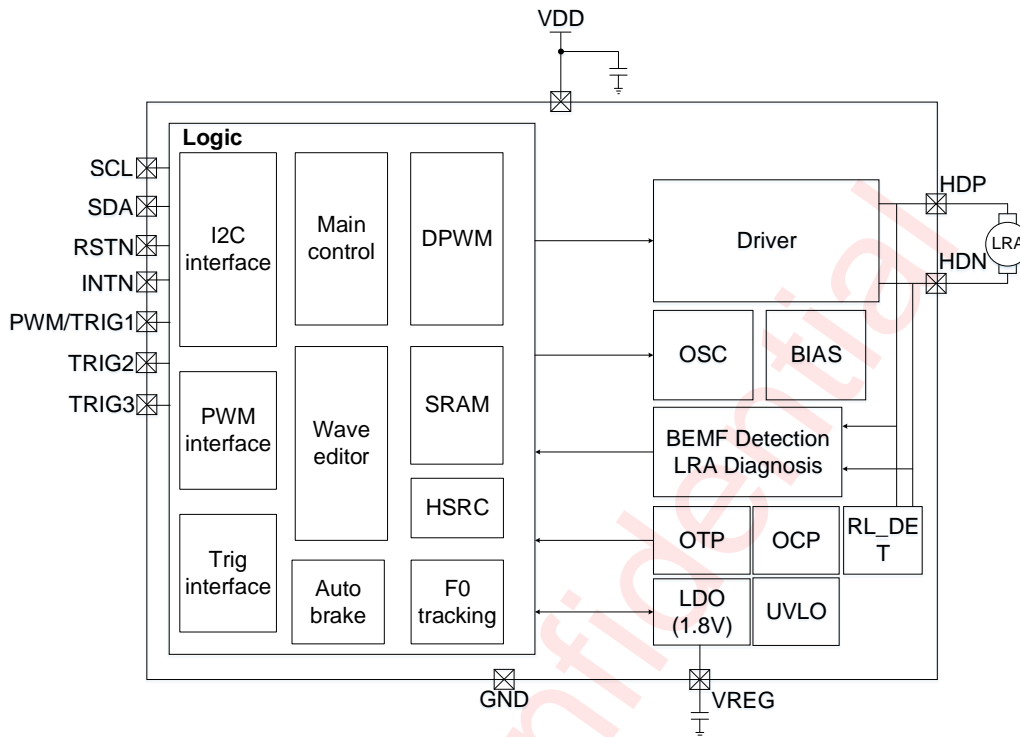 VDD
Logic
SCL
SDA
RSTN
INTN
PWM/TRIG1
TRIG2
TRIG3
I2C
interface
Main
control
DPWM
PWM
interface
Wave
editor
SRAM
HSRC
Trig
interface
Auto
brake
F0
tracking
Driver
HDP
LRA
HDN
OSC
BIAS
BEMF Detection
LRA Diagnosis
OTP
OCP
RL_DE
T
LDO
(1.8V)
UVLO
GND
VREG
nfidential